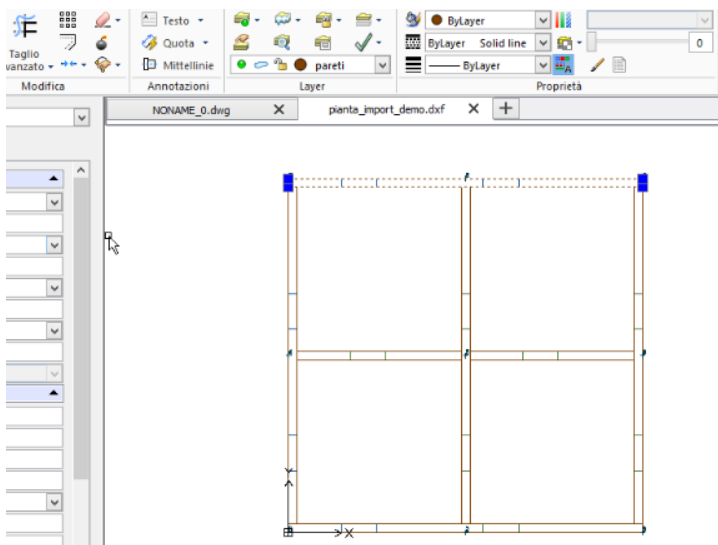 Testo
ByLayer
Taglio
vanzato
Quota
ByLayer Solid line
0
Mittellinie
pareti
ByLayer
Modifica
Annotazioni
Layer
Proprietà
NONAME_0.dwg
pianta_import_demo.dxf
Y
X